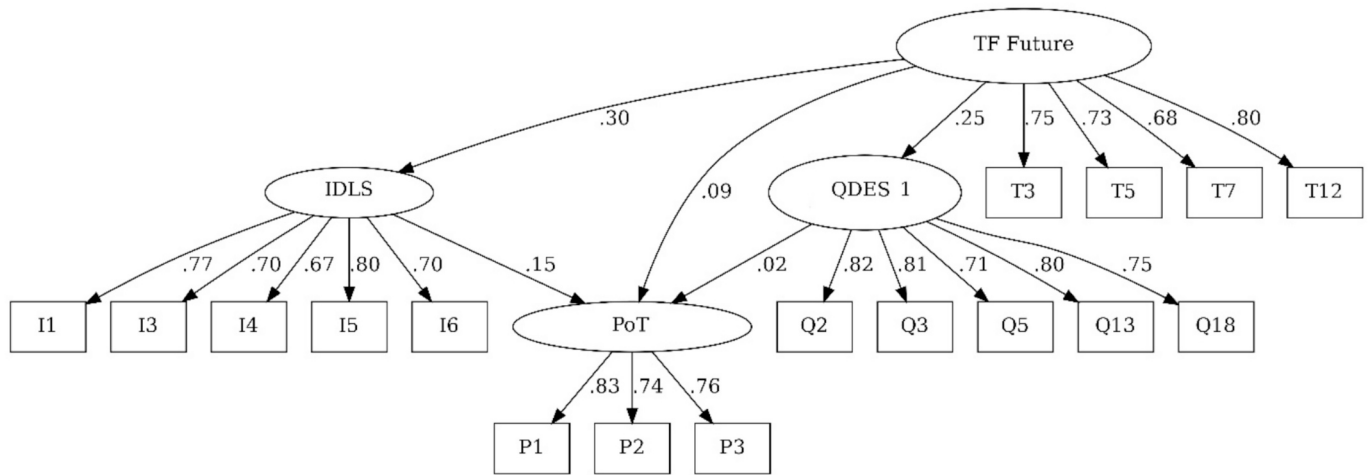 TF Future
.30
.09
.25
.75
.73
.68
.80
IDLS
QDES 1
T3
T5
T7
T12
.77
.70
.67
.80
.70
.15
.02
.82
.81
.71
.80
.75
I1
I3
I4
I5
I6
PoT
Q2
Q3
Q5
Q13
Q18
.83
.74
.76
P1
P2
P3